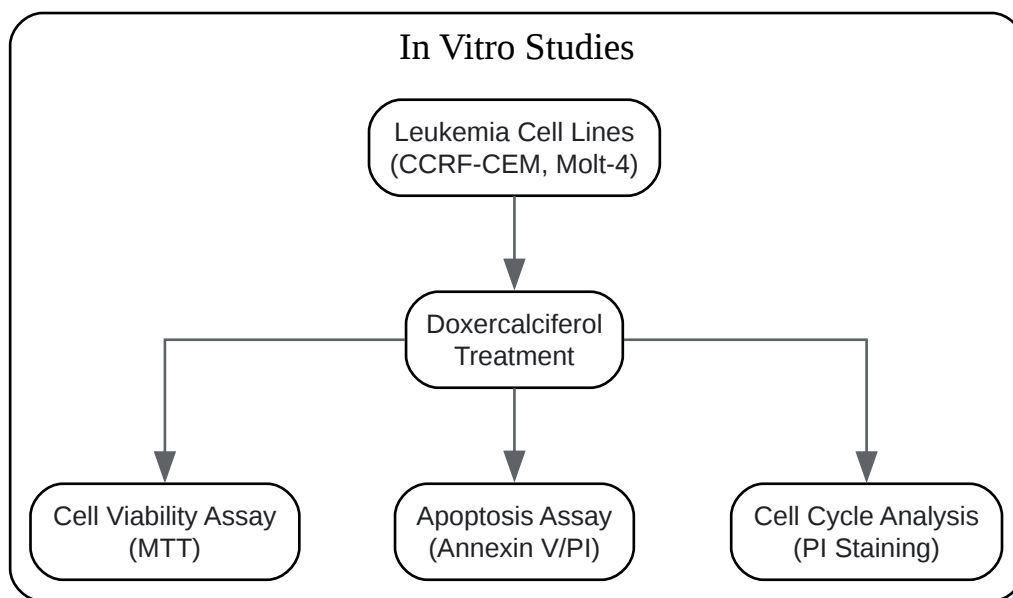 In Vitro Studies
Leukemia Cell Lines
(CCRF-CEM, Molt-4)
Doxercalciferol
Treatment
Cell Viability Assay
(MTT)
Apoptosis Assay
(Annexin V/PI)
Cell Cycle Analysis
(PI Staining)